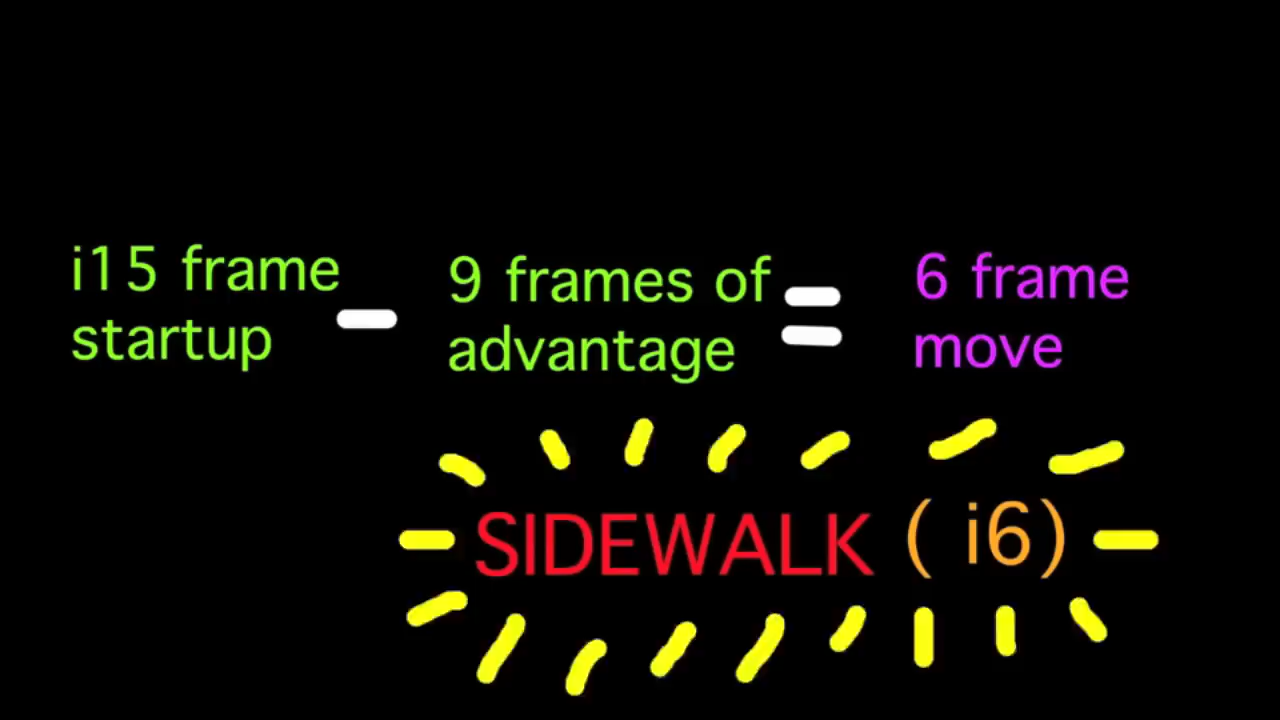 i15 frame
startup
9 frames of
advantage
6 frame
move
SIDEWALK ( i6)